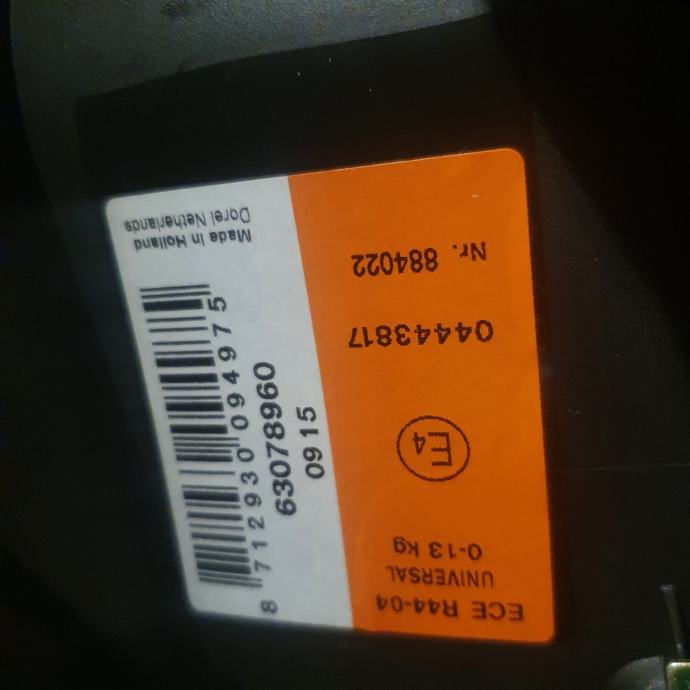 ECE R44-04
UNIVERSAL
0-13 kg
E4
04443817
Nr. 884022
Made in Holland
Dorel Netherlands
8 712930 094975
63078960
09 15